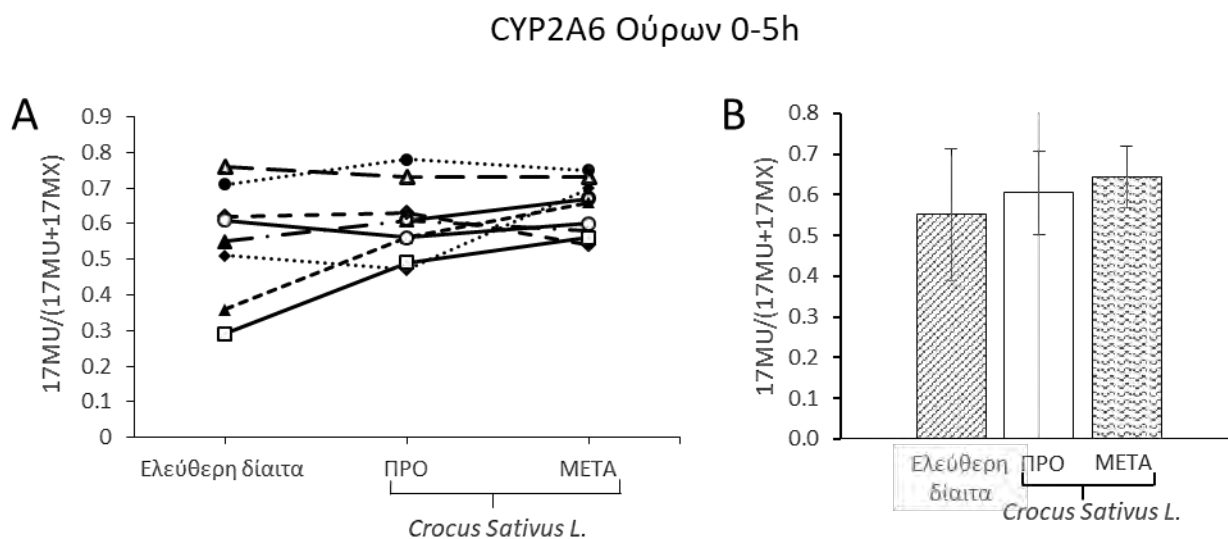 CYP2A6 Ούρων 0-5h
A
17MU/(17MU+17MX)
0.9
0.8
0.7
0.6
0.5
0.4
0.3
0.2
0.1
0
Ελεύθερη δίαιτα
ΠΡΟ
ΜΕΤΑ
Crocus Sativus L.
B
17MU/(17MU+17MX)
0.8
0.7
0.6
0.5
0.4
0.3
0.2
0.1
0.0
Ελεύθερη
δίαιτα
ΠΡΟ
ΜΕΤΑ
Crocus Sativus L.